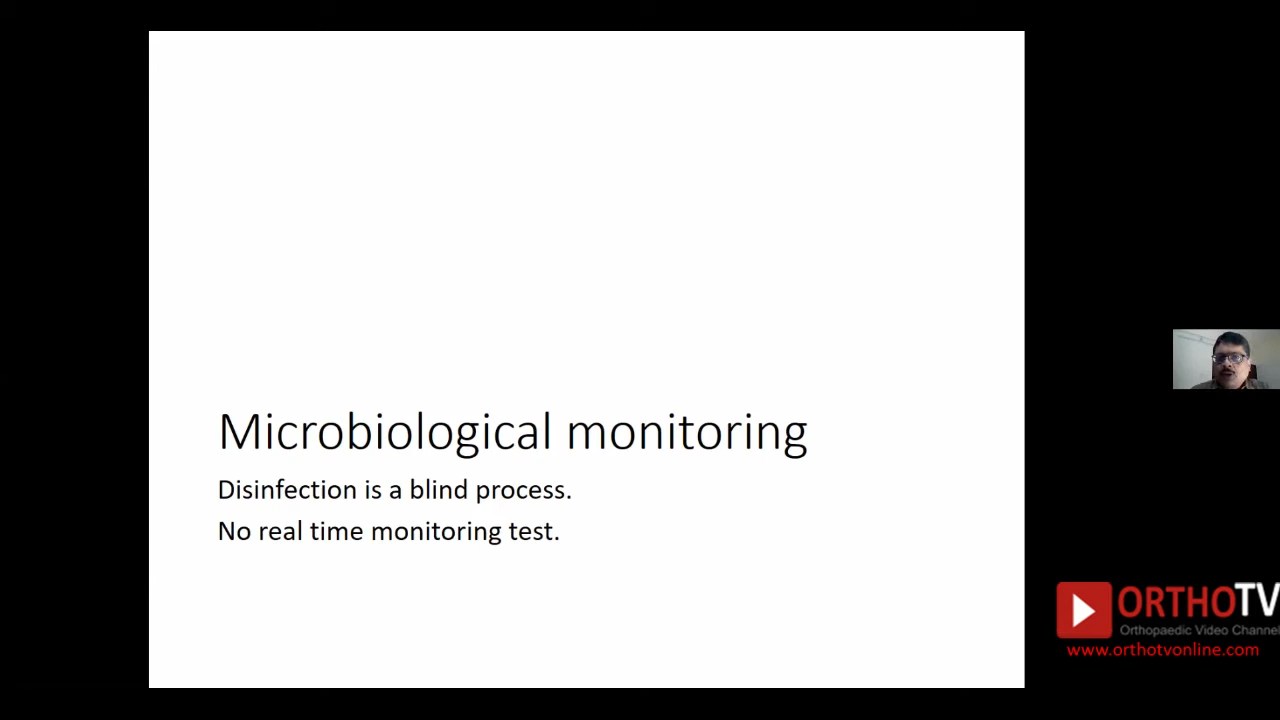 Microbiological monitoring
Disinfection is a blind process.
No real time monitoring test.
ORTHOTV
Orthopaedic Video Channel
www.orthotvonline.com